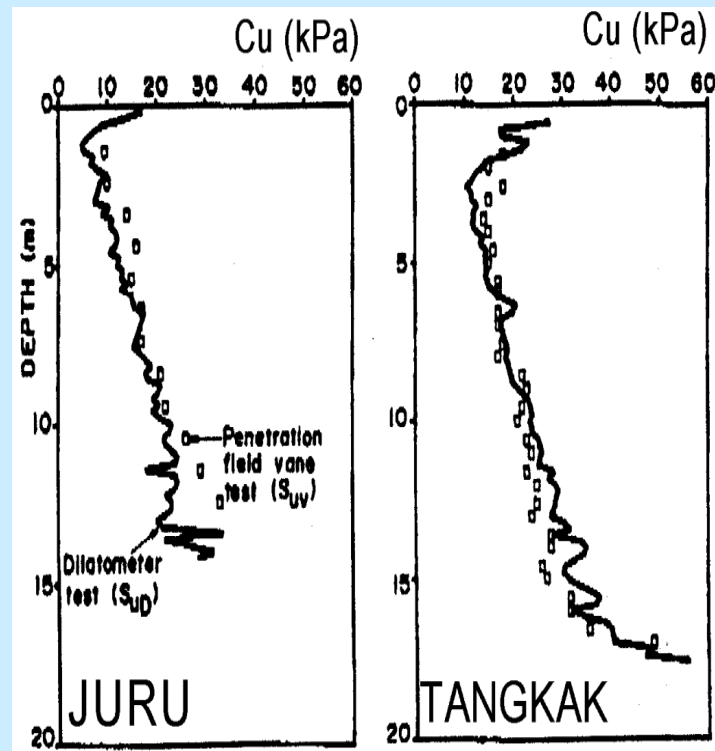 Cu (kPa)
0 10 20 30 40 50 60
0
5
10
15
20
DEPTH (m)
Penetration
field vane
test (SUV)
Dilatometer
test (SUD)
JURU
Cu (kPa)
0 10 20 30 40 50 60
0
5
10
15
20
TANGKAK